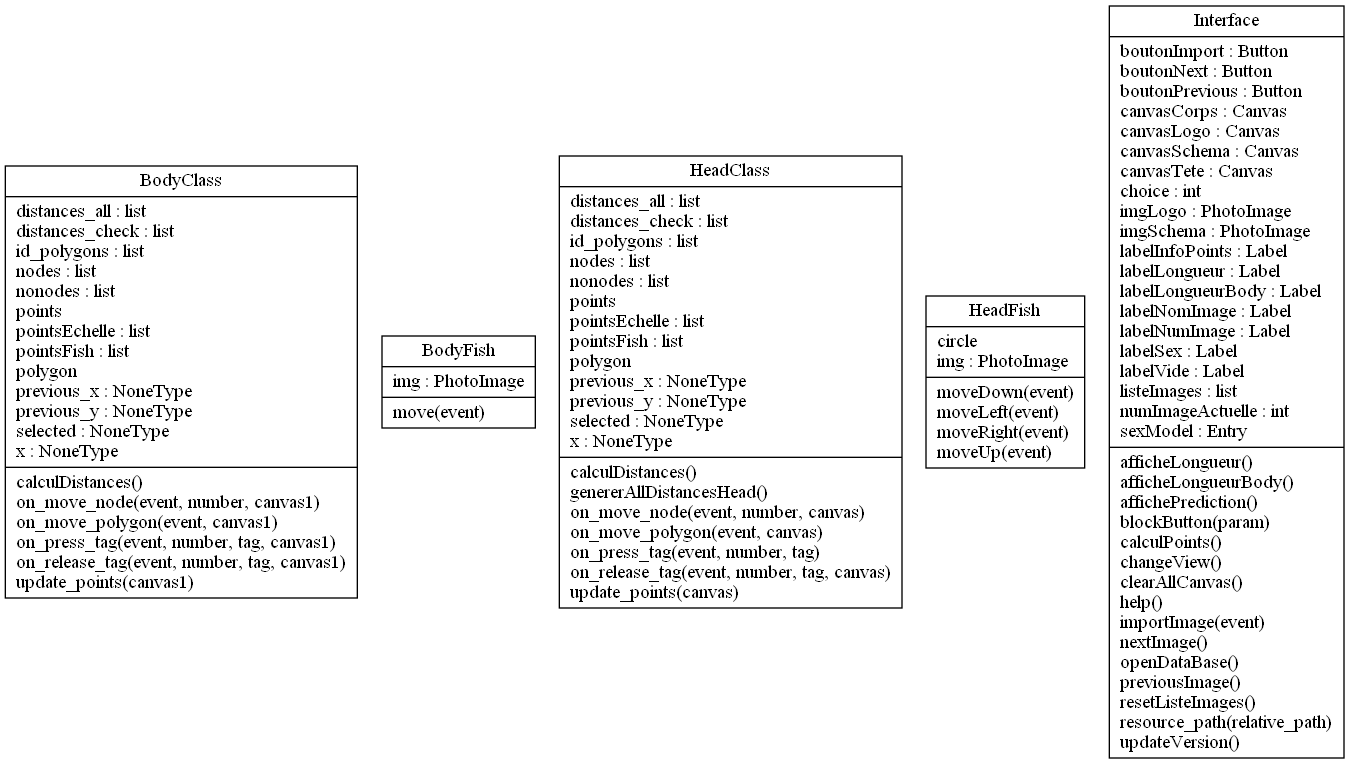 BodyClass
distances_all : list
distances_check : list
id_polygons : list
nodes : list
nonodes : list
points
pointsEchelle : list
pointsFish : list
polygon
previous_x : NoneType
previous_y : NoneType
selected : NoneType
x : NoneType
calculDistances()
on_move_node(event, number, canvas1)
on_move_polygon(event, canvas1)
on_press_tag(event, number, tag, canvas1)
on_release_tag(event, number, tag, canvas1)
update_points(canvas1)
BodyFish
img : PhotoImage
move(event)
HeadClass
distances_all : list
distances_check : list
id_polygons : list
nodes : list
nonodes : list
points
pointsEchelle : list
pointsFish : list
polygon
previous_x : NoneType
previous_y : NoneType
selected : NoneType
x : NoneType
calculDistances()
genererAllDistancesHead()
on_move_node(event, number, canvas)
on_move_polygon(event, canvas)
on_press_tag(event, number, tag)
on_release_tag(event, number, tag, canvas)
update_points(canvas)
HeadFish
circle
img : PhotoImage
moveDown(event)
moveLeft(event)
moveRight(event)
moveUp(event)
Interface
boutonImport : Button
boutonNext : Button
boutonPrevious : Button
canvasCorps : Canvas
canvasLogo : Canvas
canvasSchema : Canvas
canvasTete : Canvas
choice : int
imgLogo : PhotoImage
imgSchema : PhotoImage
labelInfoPoints : Label
labelLongueur : Label
labelLongueurBody : Label
labelNomImage : Label
labelNumImage : Label
labelSex : Label
labelVide : Label
listeImages : list
numImageActuelle : int
sexModel : Entry
afficheLongueur()
afficheLongueurBody()
affichePrediction()
blockButton(param)
calculPoints()
changeView()
clearAllCanvas()
help()
importImage(event)
nextImage()
openDataBase()
previousImage()
resetListeImages()
resource_path(relative_path)
updateVersion()